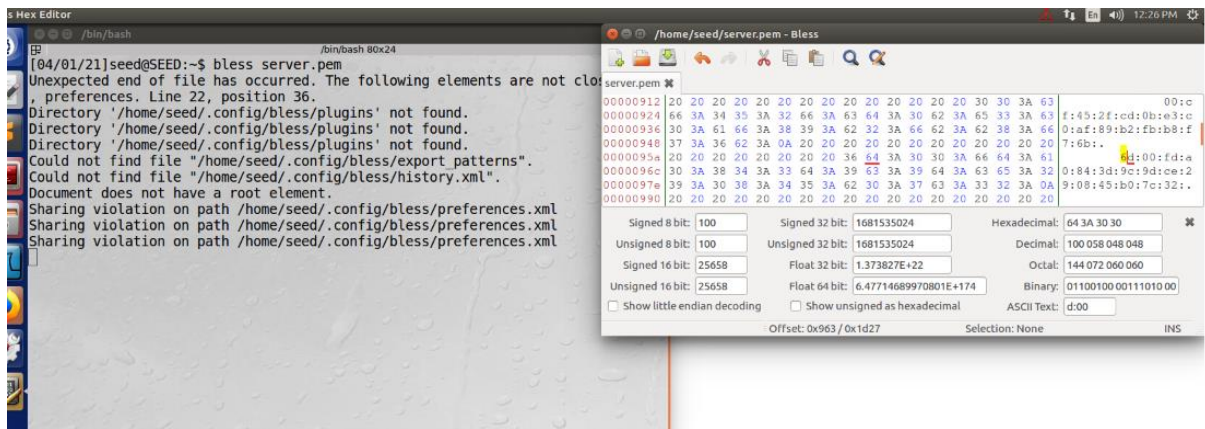 s Hex Editor
En 12:26 PM
/bin/bash
/bin/bash 80x24
[04/01/21]seed@SEED:~$ bless server.pem
Unexpected end of file has occurred. The following elements are not clos
, preferences. Line 22, position 36.
Directory '/home/seed/.config/bless/plugins' not found.
Directory '/home/seed/.config/bless/plugins' not found.
Directory '/home/seed/.config/bless/plugins' not found.
Could not find file "/home/seed/.config/bless/export_patterns".
Could not find file "/home/seed/.config/bless/history.xml".
Document does not have a root element.
Sharing violation on path /home/seed/.config/bless/preferences.xml
Sharing violation on path /home/seed/.config/bless/preferences.xml
Sharing violation on path /home/seed/.config/bless/preferences.xml
/home/seed/server.pem - Bless
server.pem
00000912 20 20 20 20 20 20 20 20 20 20 20 20 20 20 30 30 3A 63 00:c
00000924 66 3A 34 35 3A 32 66 3A 63 64 3A 30 62 3A 65 33 3A 63 f:45:2f:cd:0b:e3:c
00000936 30 3A 61 66 3A 38 39 3A 62 32 3A 66 62 3A 62 38 3A 66 0:af:89:b2:fb:b8:f
00000948 37 3A 36 62 3A 0A 20 20 20 20 20 20 20 20 20 20 20 20 7:6b:.
0000095a 20 20 20 20 20 20 20 20 36 64 3A 30 30 3A 66 64 3A 61 6d:00:fd:a
0000096c 30 3A 38 34 3A 33 64 3A 39 63 3A 39 64 3A 63 65 3A 32 0:84:3d:9c:9d:ce:2
0000097e 39 3A 30 38 3A 34 35 3A 62 30 3A 37 63 3A 33 32 3A 0A 9:08:45:b0:7c:32:.
00000990 20 20 20 20 20 20 20 20 20 20 20 20 20 20 20 20 20 20
Signed 8 bit: 100 Signed 32 bit: 1681535024 Hexadecimal: 64 3A 30 30
Unsigned 8 bit: 100 Unsigned 32 bit: 1681535024 Decimal: 100 058 048 048
Signed 16 bit: 25658 Float 32 bit: 1.373827E+22 Octal: 144 072 060 060
Unsigned 16 bit: 25658 Float 64 bit: 6.47714689970801E+174 Binary: 01100100 00111010 00
Show little endian decoding Show unsigned as hexadecimal ASCII Text: d:00
Offset: 0x963 / 0x1d27 Selection: None INS